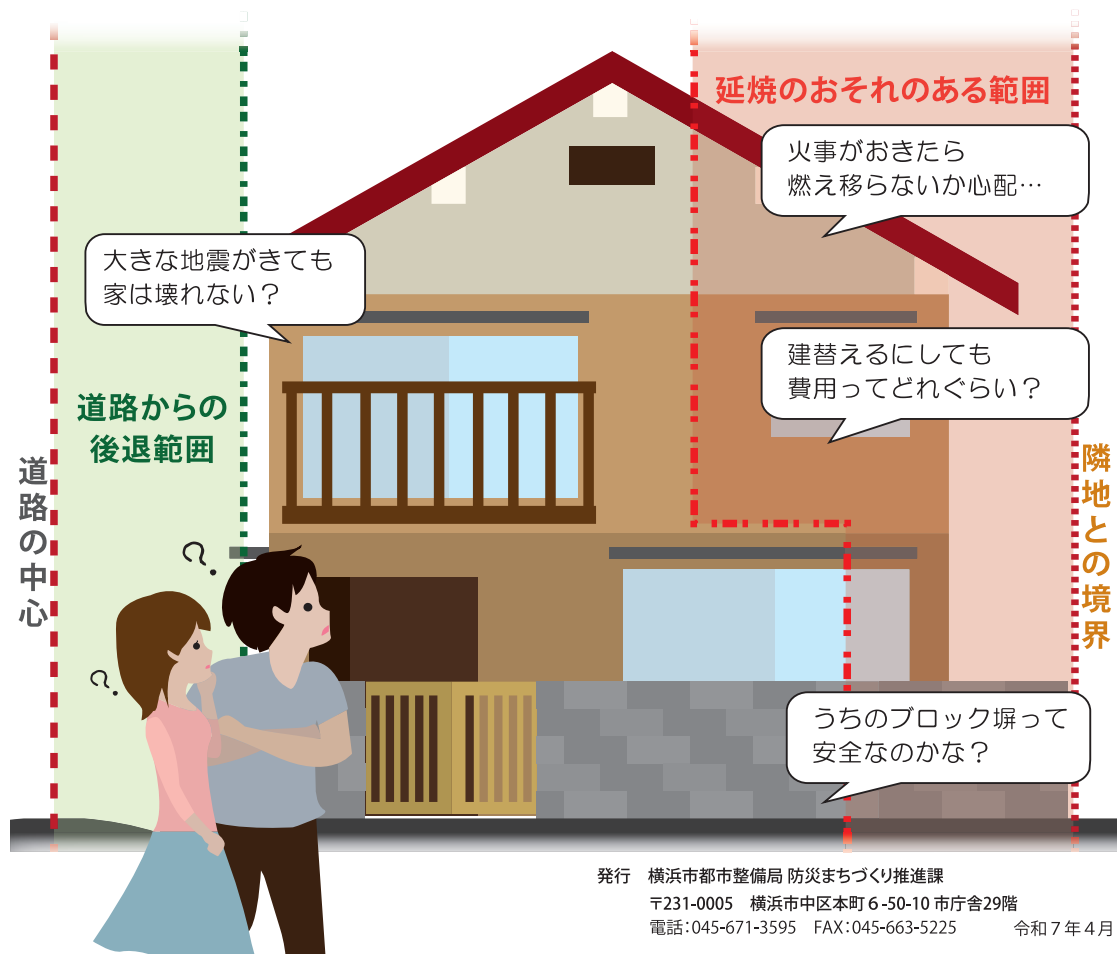 延焼のおそれのある範囲
火事がおきたら
燃え移らないか心配…
大きな地震がきても
家は壊れない？
建替えるにしても
費用ってどれぐらい？
道路からの
後退範囲
道路の中心
隣地との境界
？
？
うちのブロック塀って
安全なのかな？
発行　横浜市都市整備局 防災まちづくり推進課
〒231-0005　横浜市中区本町６-50-10 市庁舎29階
電話：045-671-3595　FAX：045-663-5225
令和７年４月